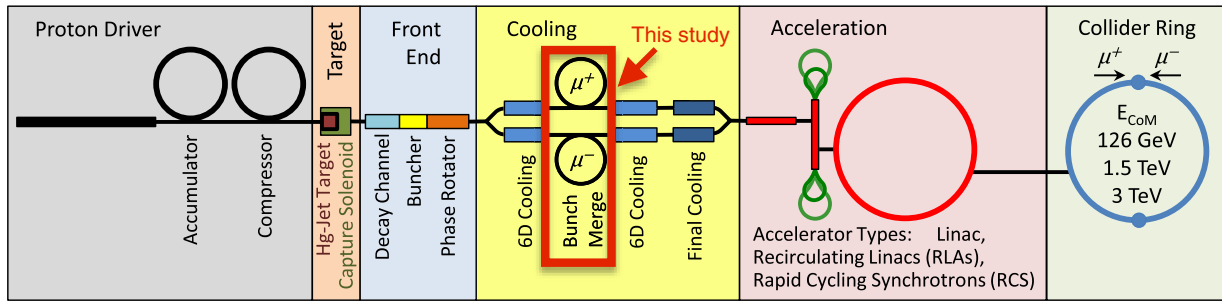 Proton Driver
Accumulator
Compressor
Target
Hg-Jet Target
Capture Solenoid
Front
End
Decay Channel
Buncher
Phase Rotator
Cooling
This study
μ+
μ−
6D Cooling
Bunch
Merge
6D Cooling
Final Cooling
Acceleration
Accelerator Types: Linac,
Recirculating Linacs (RLAs),
Rapid Cycling Synchrotrons (RCS)
Collider Ring
μ+ μ−
ECoM
126 GeV
1.5 TeV
3 TeV